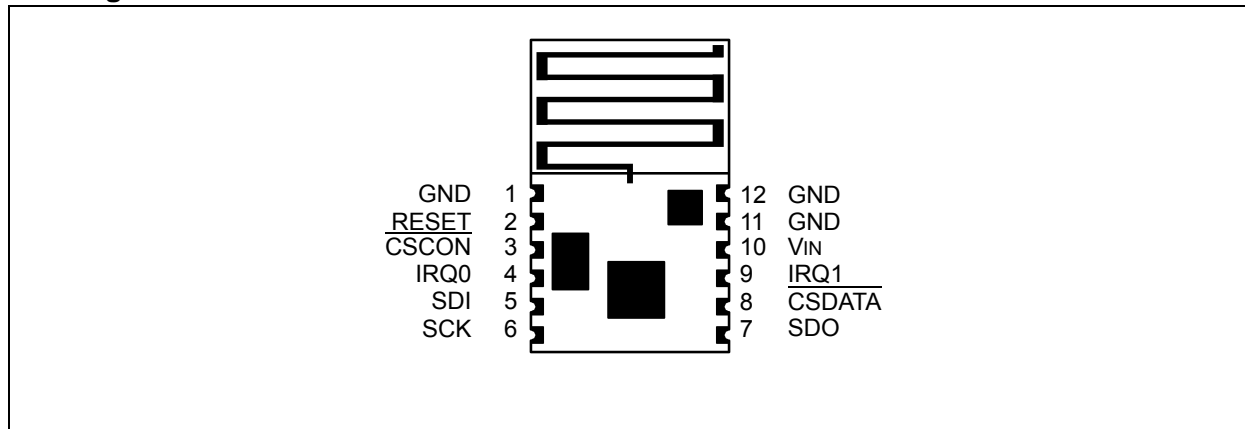 GND 1
RESET 2
CSCON 3
IRQ0 4
SDI 5
SCK 6
12 GND
11 GND
10 VIN
9 IRQ1
8 CSDATA
7 SDO